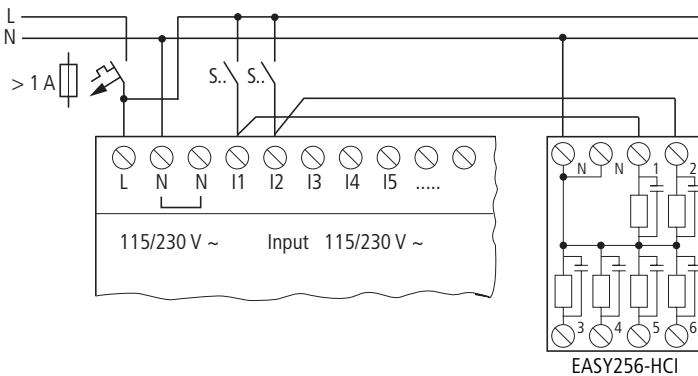 L
N
> 1 A
S.. S..
L N N I1 I2 I3 I4 I5 .....
N N 1 2
115/230 V ~ Input 115/230 V ~
3 4 5 6
EASY256-HCI